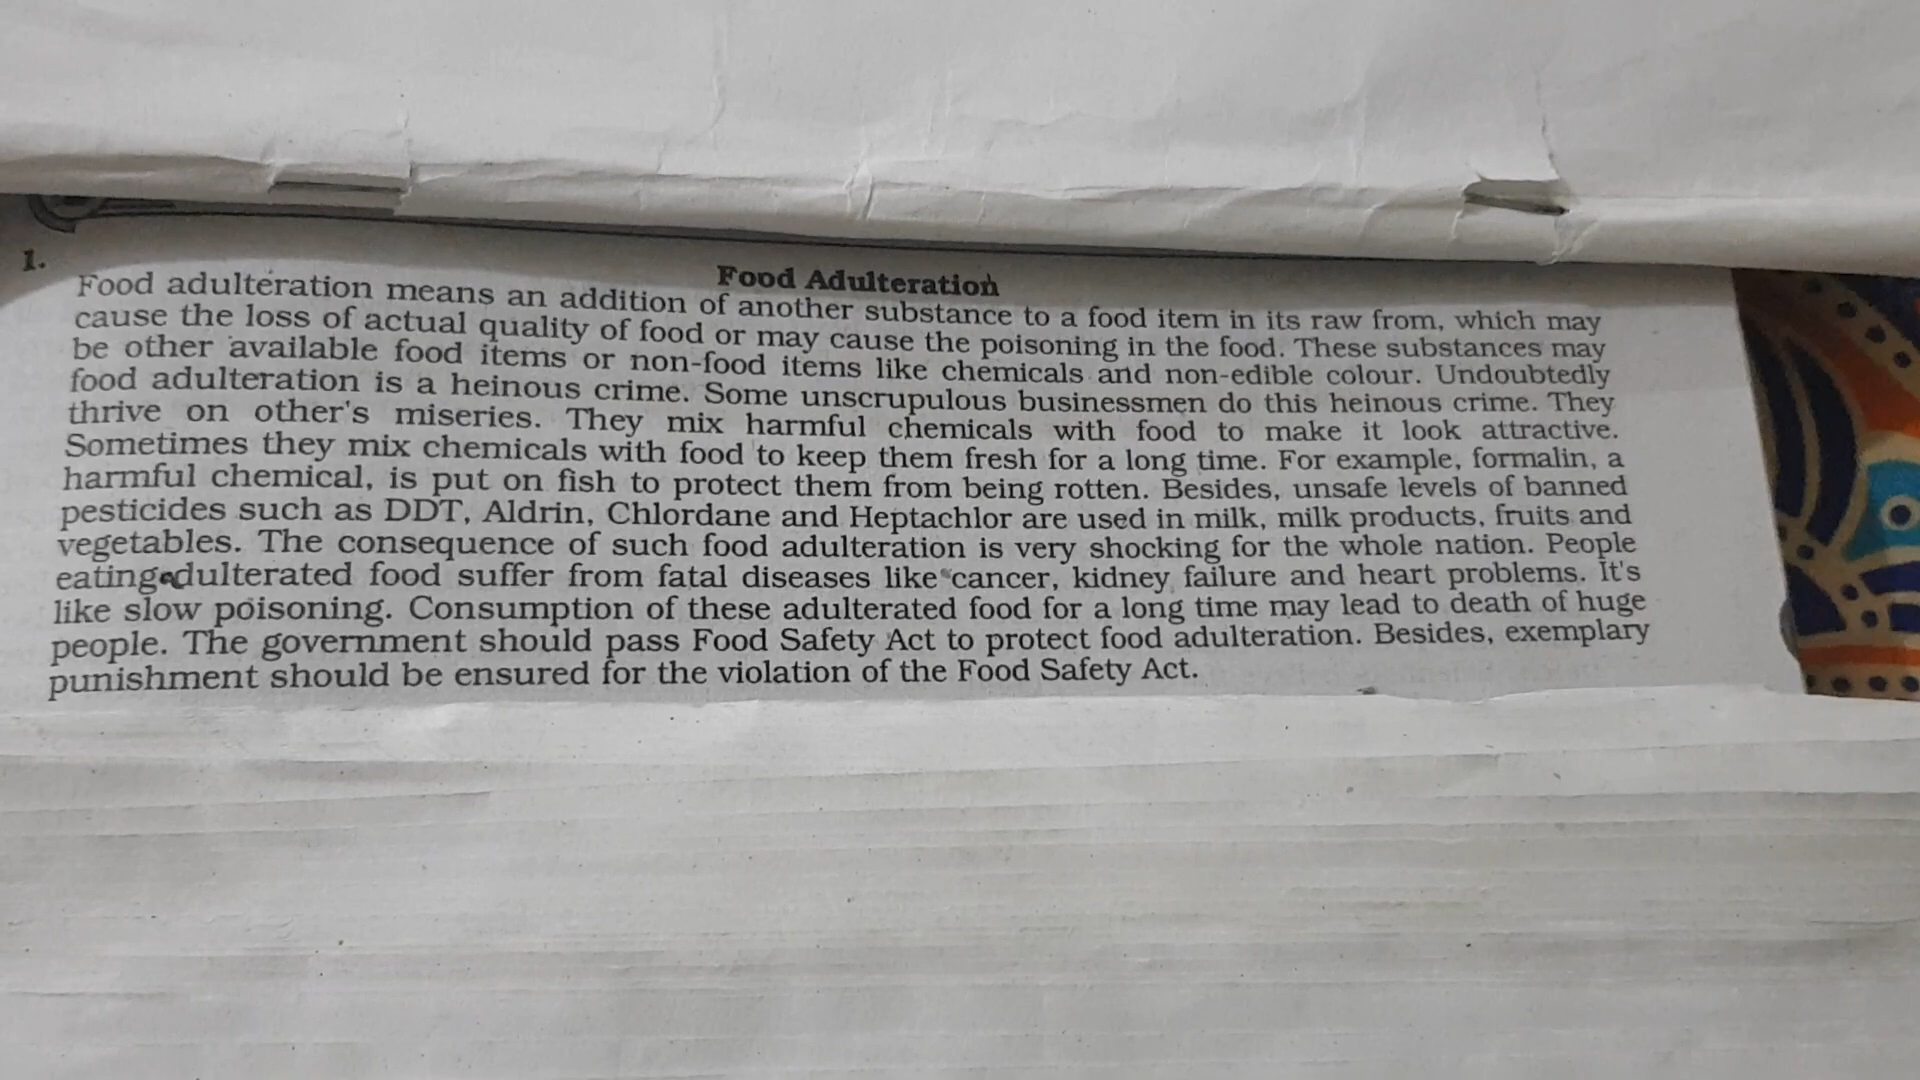 1.
Food Adulteration
Food adulteration means an addition of another substance to a food item in its raw from, which may
cause the loss of actual quality of food or may cause the poisoning in the food. These substances may
be other available food items or non-food items like chemicals and non-edible colour. Undoubtedly
food adulteration is a heinous crime. Some unscrupulous businessmen do this heinous crime. They
thrive on other's miseries. They mix harmful chemicals with food to make it look attractive.
Sometimes they mix chemicals with food to keep them fresh for a long time. For example, formalin, a
harmful chemical, is put on fish to protect them from being rotten. Besides, unsafe levels of banned
pesticides such as DDT, Aldrin, Chlordane and Heptachlor are used in milk, milk products, fruits and
vegetables. The consequence of such food adulteration is very shocking for the whole nation. People
eating adulterated food suffer from fatal diseases like cancer, kidney failure and heart problems. It's
like slow poisoning. Consumption of these adulterated food for a long time may lead to death of huge
people. The government should pass Food Safety Act to protect food adulteration. Besides, exemplary
punishment should be ensured for the violation of the Food Safety Act.